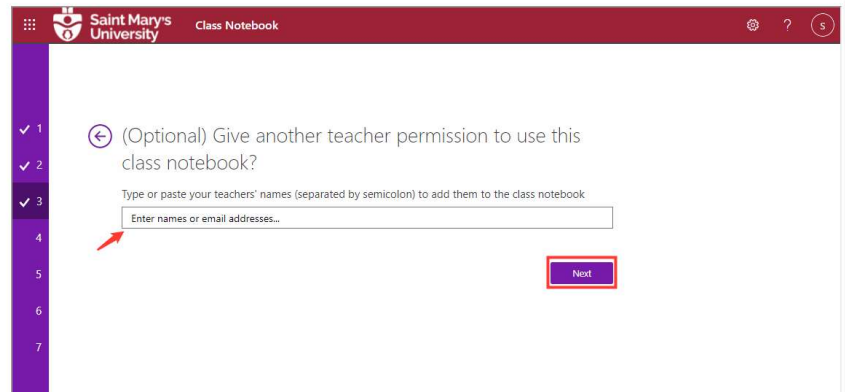 Saint Mary's
University
Class Notebook
?
S
1
2
3
4
5
6
7
(Optional) Give another teacher permission to use this
class notebook?
Type or paste your teachers' names (separated by semicolon) to add them to the class notebook
Enter names or email addresses...
Next